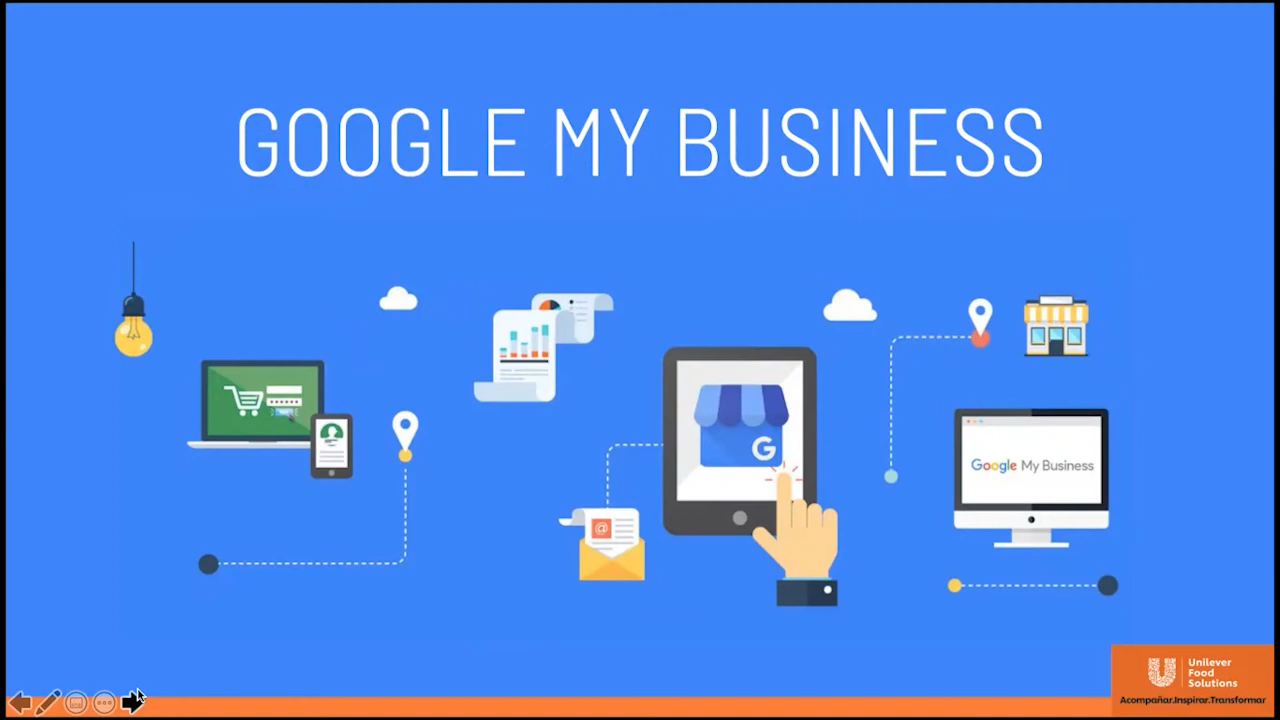 GOOGLE MY BUSINESS
G
@
Google My Business
Unilever
Food
Solutions
Acompañar.Inspirar.Transformar